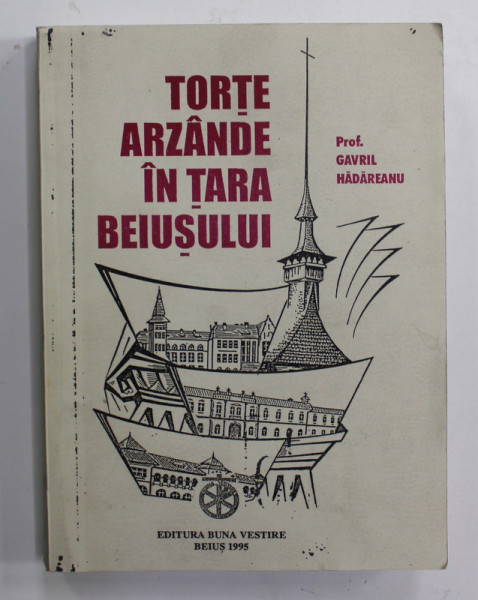 TORȚE
ARZÂNDE
ÎN ȚARA
BEIUȘULUI
Prof.
GAVRIL
HĂDĂREANU
EDITURA BUNA VESTIRE
BEIUȘ 1995